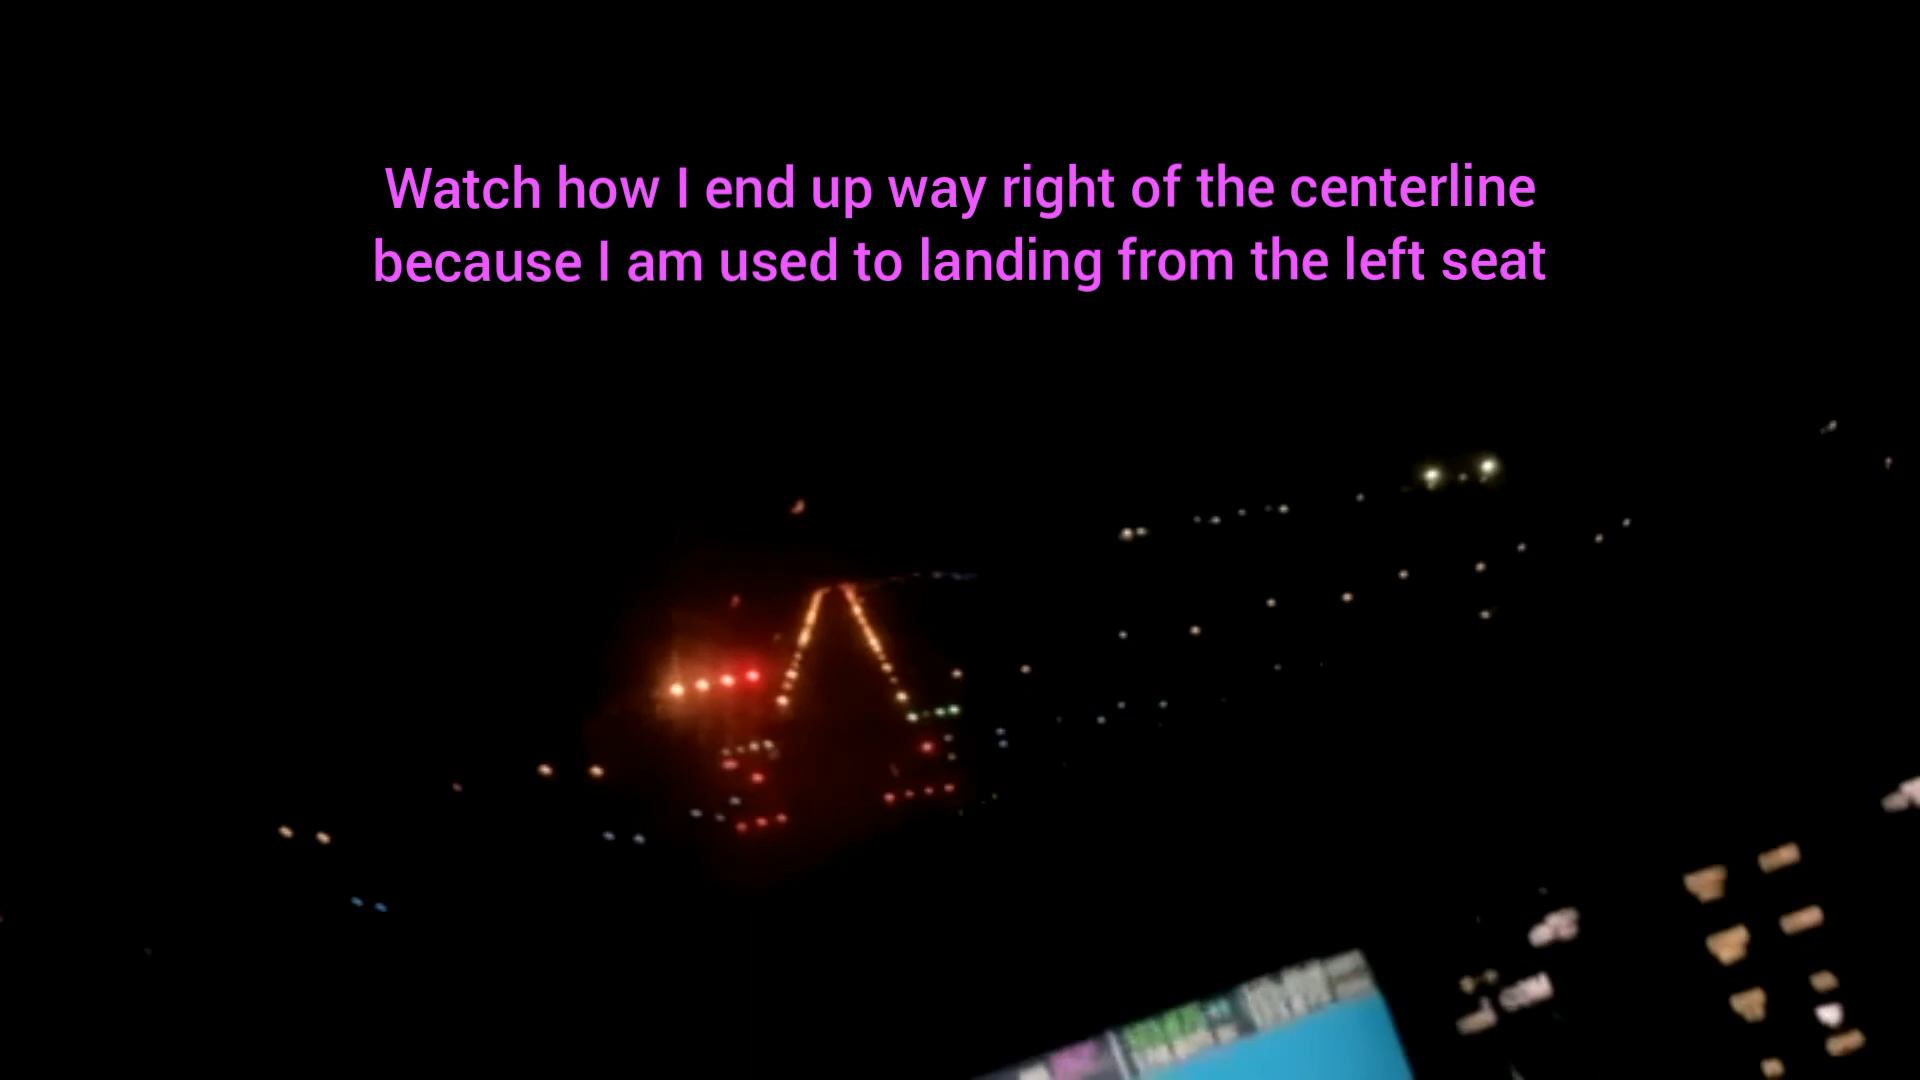 Watch how I end up way right of the centerline
because I am used to landing from the left seat